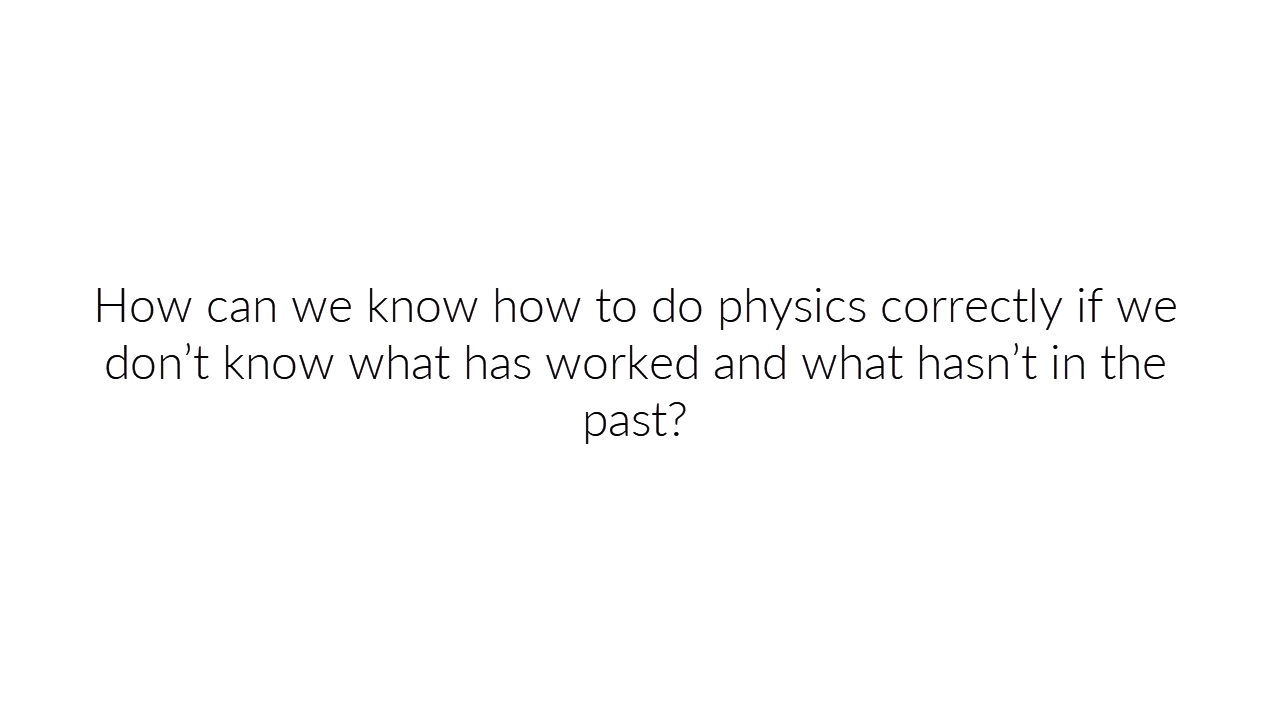 How can we know how to do physics correctly if we
don’t know what has worked and what hasn’t in the
past?